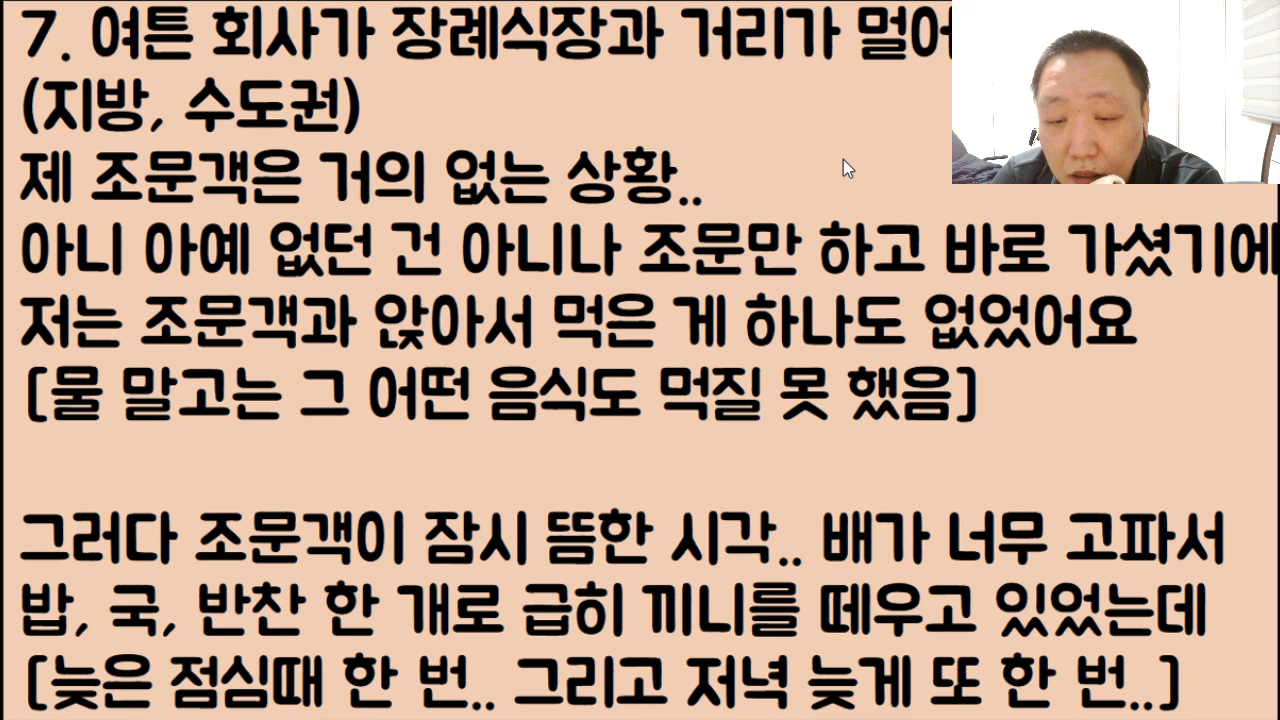 7. 여튼 회사가 장례식장과 거리가 멀어
(지방, 수도권)
제 조문객은 거의 없는 상황..
아니 아예 없던 건 아니나 조문만 하고 바로 가셨기에
저는 조문객과 앉아서 먹은 게 하나도 없었어요
[물 말고는 그 어떤 음식도 먹질 못 했음]
그러다 조문객이 잠시 뜸한 시각.. 배가 너무 고파서
밥, 국, 반찬 한 개로 급히 끼니를 떼우고 있었는데
[늦은 점심때 한 번.. 그리고 저녁 늦게 또 한 번..]